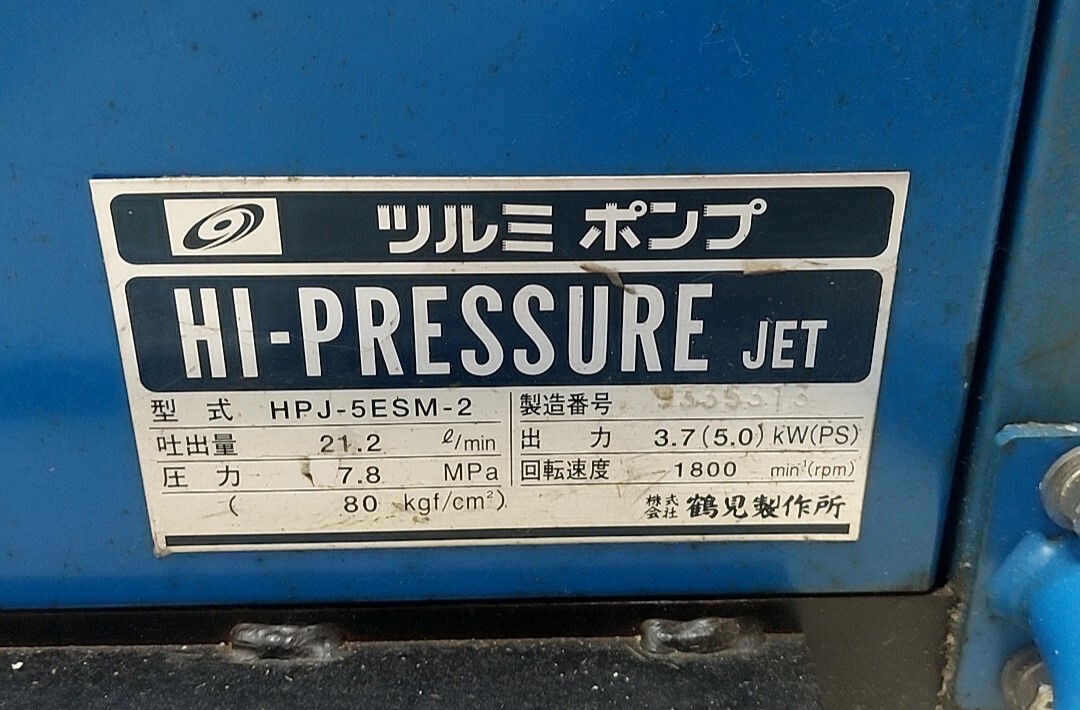 ツルミ ポンプ
HI-PRESSURE JET
型式 HPJ-5ESM-2
製造番号
吐出量 21.2 ℓ/min
出力 3.7(5.0) kW(PS)
圧力 7.8 MPa
回転速度 1800 min⁻¹(rpm)
( 80 kgf/cm²)
株式会社 鶴見製作所